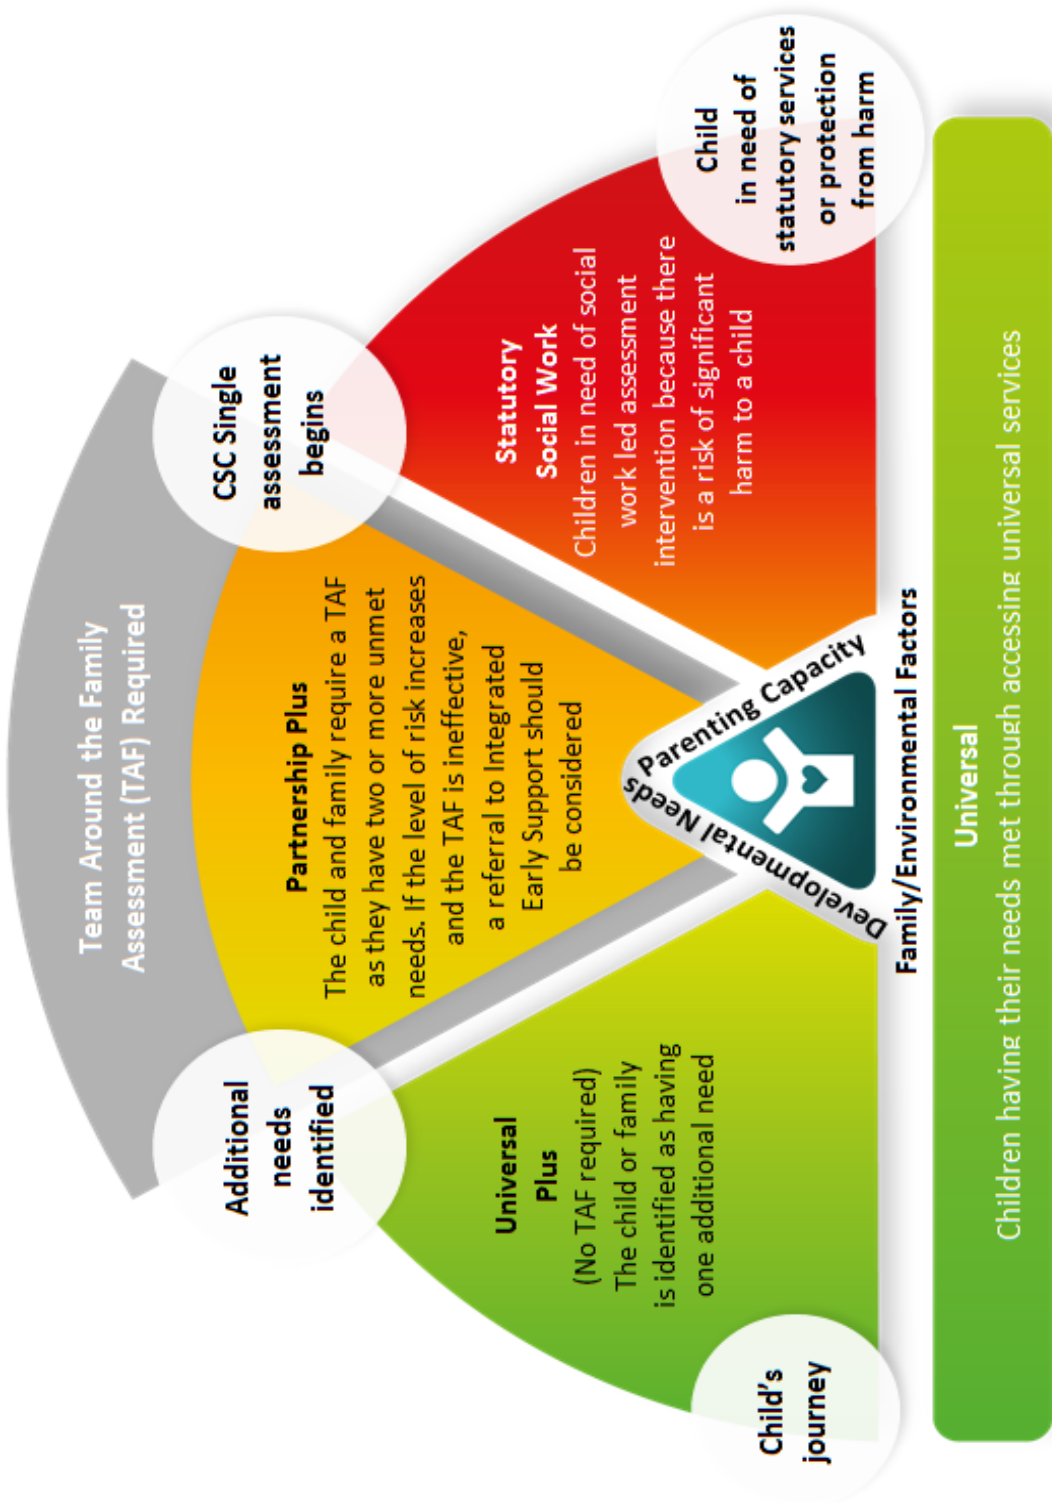 Team Around the Family
Assessment (TAF) Required
Additional
needs
identified
CSC Single
assessment
begins
Partnership Plus
The child and family require a TAF
as they have two or more unmet
needs. If the level of risk increases
and the TAF is ineffective,
a referral to Integrated
Early Support should
be considered
Universal
Plus
(No TAF required)
The child or family
is identified as having
one additional need
Statutory
Social Work
Children in need of social
work led assessment
intervention because there
is a risk of significant
harm to a child
Child's
journey
Child
in need of
statutory services
or protection
from harm
Developmental Needs
Parenting Capacity
Family/Environmental Factors
Universal
Children having their needs met through accessing universal services